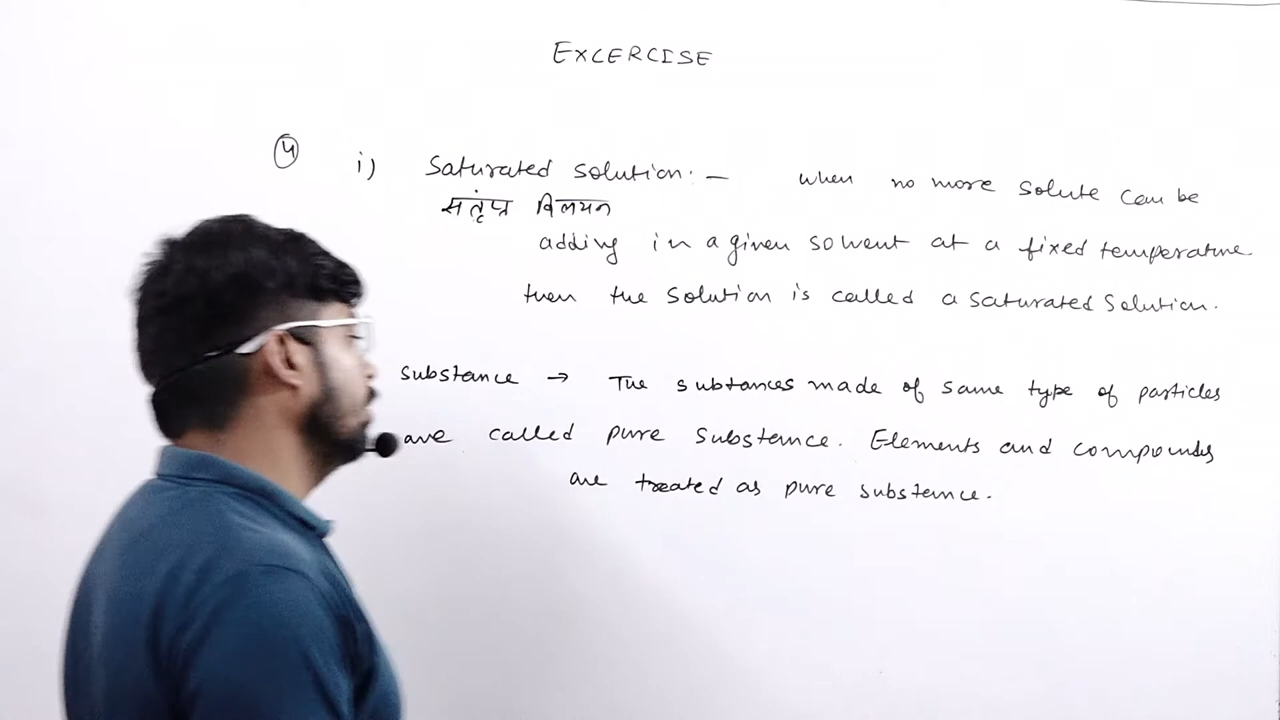 EXCERCISE
4 i) Saturated solution:- when no more solute can be
संतृप्त विलयन
adding in a given solvent at a fixed temperature
then the solution is called a saturated solution.
substance → The subtances made of same type of particles
are called pure substance. Elements and compounds
are treated as pure substance.